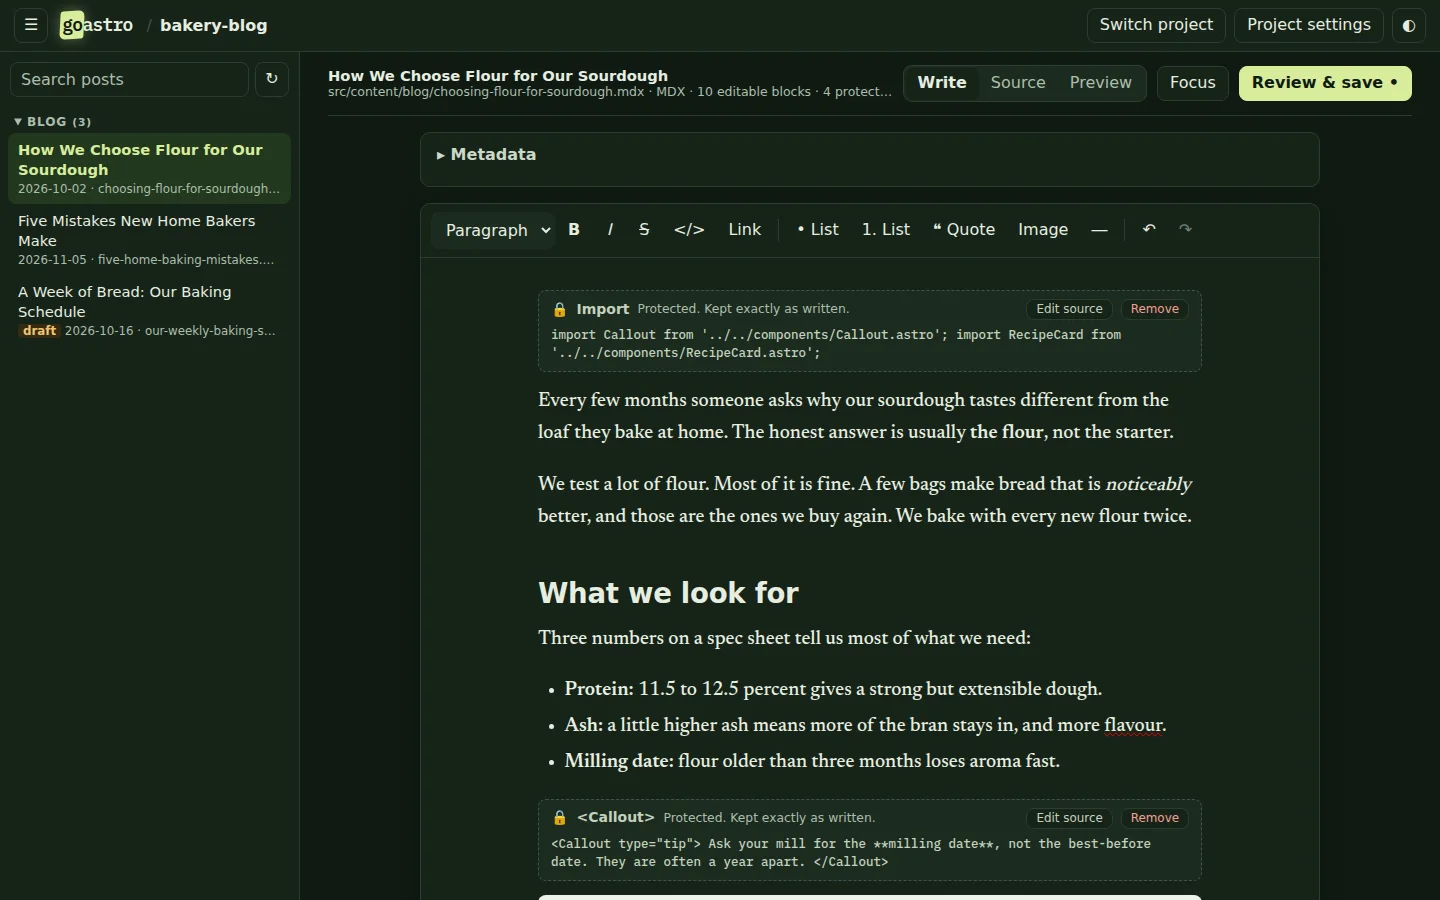 ☰ goastro / bakery-blog
Switch project
Project settings
◐
Search posts
↻
▼ BLOG (3)
How We Choose Flour for Our
Sourdough
2026-10-02 · choosing-flour-for-sourdough…
Five Mistakes New Home Bakers
Make
2026-11-05 · five-home-baking-mistakes.…
A Week of Bread: Our Baking
Schedule
draft 2026-10-16 · our-weekly-baking-s…
How We Choose Flour for Our Sourdough
src/content/blog/choosing-flour-for-sourdough.mdx · MDX · 10 editable blocks · 4 protect…
Write Source Preview
Focus
Review & save •
▸ Metadata
Paragraph B I S </> Link • List 1. List ❝ Quote Image — ↶ ↷
🔒 Import Protected. Kept exactly as written. Edit source Remove
import Callout from '../../components/Callout.astro'; import RecipeCard from
'../../components/RecipeCard.astro';
Every few months someone asks why our sourdough tastes different from the
loaf they bake at home. The honest answer is usually the flour, not the starter.
We test a lot of flour. Most of it is fine. A few bags make bread that is noticeably
better, and those are the ones we buy again. We bake with every new flour twice.
What we look for
Three numbers on a spec sheet tell us most of what we need:
• Protein: 11.5 to 12.5 percent gives a strong but extensible dough.
• Ash: a little higher ash means more of the bran stays in, and more flavour.
• Milling date: flour older than three months loses aroma fast.
🔒 <Callout> Protected. Kept exactly as written. Edit source Remove
<Callout type="tip"> Ask your mill for the **milling date**, not the best-before
date. They are often a year apart. </Callout>